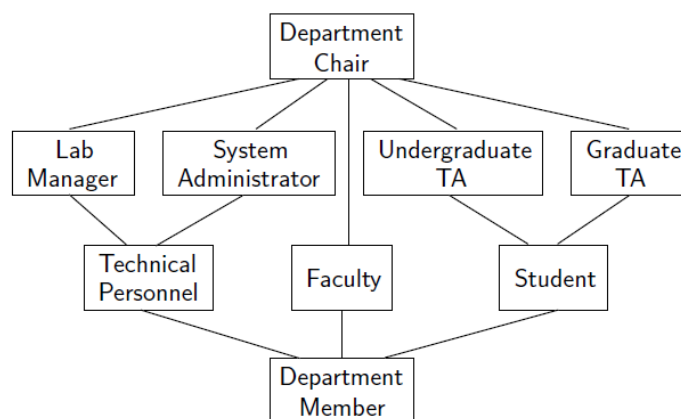 Department
Chair
Lab
Manager
System
Administrator
Undergraduate
TA
Graduate
TA
Technical
Personnel
Faculty
Student
Department
Member